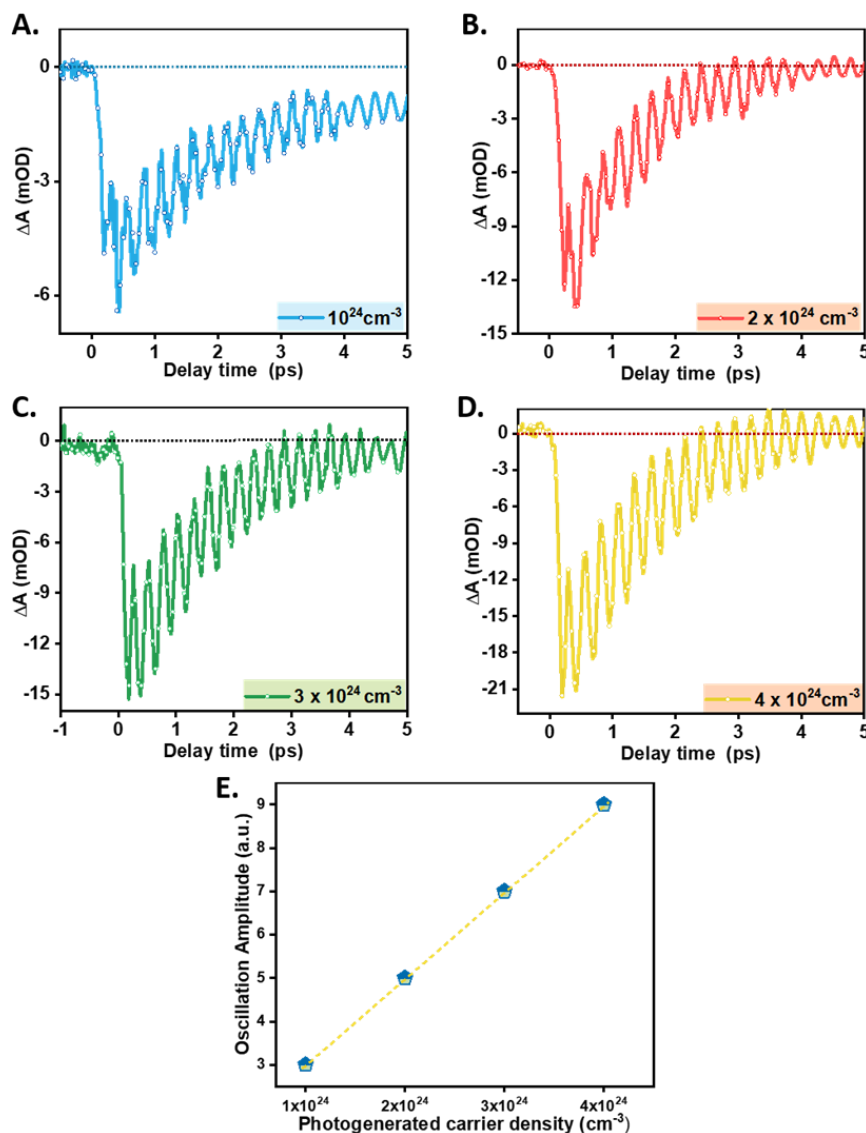 A.
0
-3
-6
ΔA (mOD)
10²⁴cm⁻³
0 1 2 3 4 5
Delay time (ps)
B.
0
-3
-6
-9
-12
-15
ΔA (mOD)
2 x 10²⁴ cm⁻³
0 1 2 3 4 5
Delay time (ps)
C.
0
-3
-6
-9
-12
-15
ΔA (mOD)
3 x 10²⁴ cm⁻³
-1 0 1 2 3 4 5
Delay time (ps)
D.
0
-3
-6
-9
-12
-15
-18
-21
ΔA (mOD)
4 x 10²⁴cm⁻³
0 1 2 3 4 5
Delay time (ps)
E.
9
8
7
6
5
4
3
Oscillation Amplitude (a.u.)
1x10²⁴ 2x10²⁴ 3x10²⁴ 4x10²⁴
Photogenerated carrier density (cm⁻³)